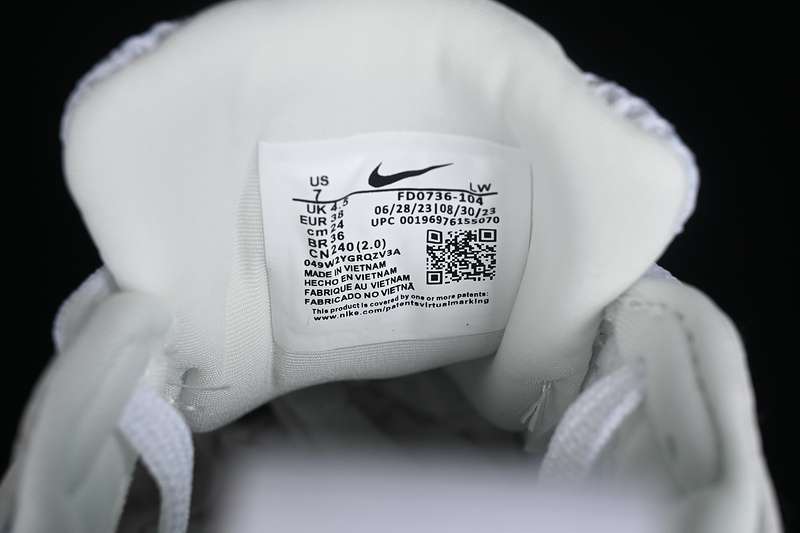 US 7 LW
UK 4.5 FD0736-104
EUR 38 06/28/23|08/30/23
cm 24 UPC 00196976155070
BR 36
CN 240 (2.0)
049W2YGRQZV3A
MADE IN VIETNAM
HECHO EN VIETNAM
FABRIQUE AU VIETNAM
FABRICADO NO VIETNÃ
This product is covered by one or more patents:
www.nike.com/patentsvirtualmarking